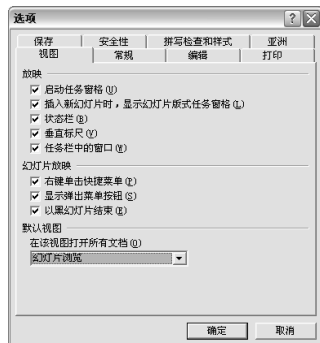 选项
保存 安全性 拼写检查和样式 亚洲
视图 常规 编辑 打印
放映
启动任务窗格(U)
插入新幻灯片时，显示幻灯片版式任务窗格(L)
状态栏(B)
垂直标尺(V)
任务栏中的窗口(W)
幻灯片放映
右键单击快捷菜单(P)
显示弹出菜单按钮(S)
以黑幻灯片结束(E)
默认视图
在该视图打开所有文档(O)
幻灯片浏览
确定 取消